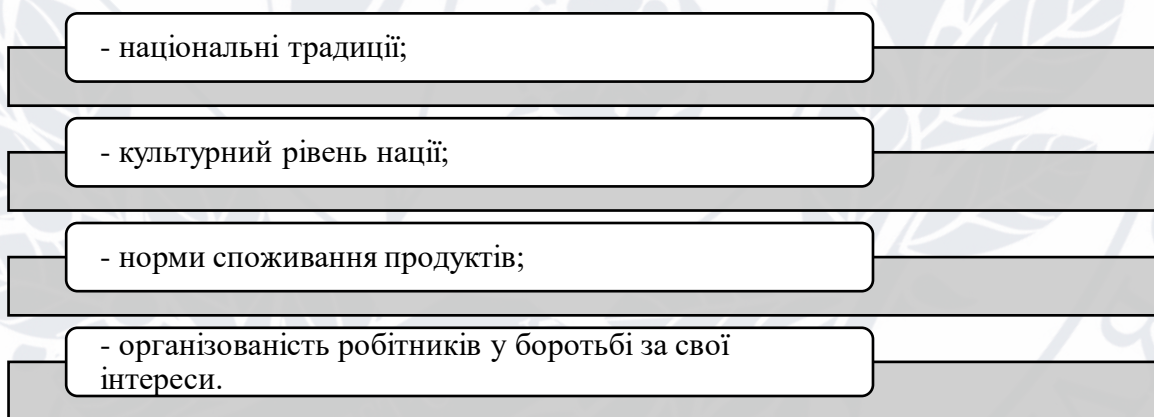 - національні традиції;
- культурний рівень нації;
- норми споживання продуктів;
- організованість робітників у боротьбі за свої
інтереси.